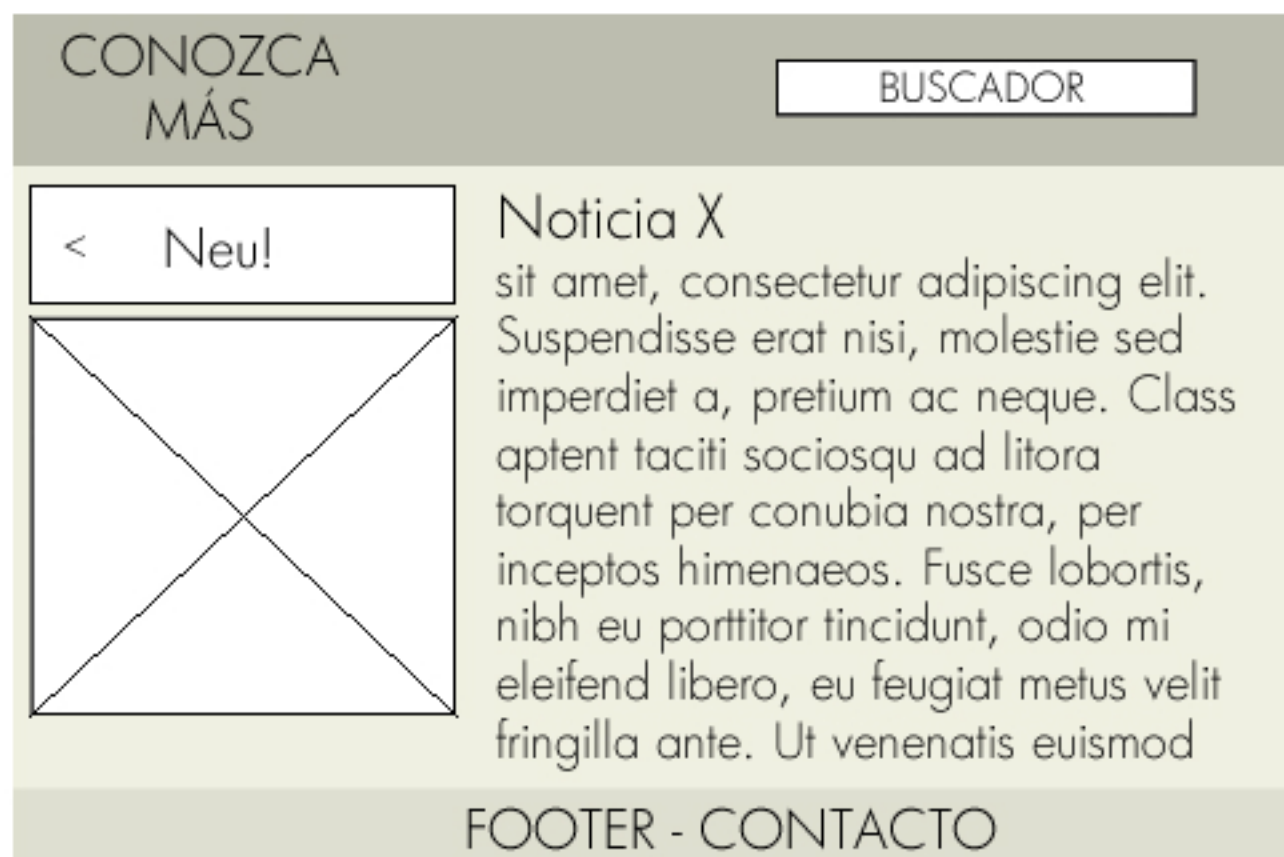 CONOZCA
MÁS
BUSCADOR
< Neu!
Noticia X
sit amet, consectetur adipiscing elit.
Suspendisse erat nisi, molestie sed
imperdiet a, pretium ac neque. Class
aptent taciti sociosqu ad litora
torquent per conubia nostra, per
inceptos himenaeos. Fusce lobortis,
nibh eu porttitor tincidunt, odio mi
eleifend libero, eu feugiat metus velit
fringilla ante. Ut venenatis euismod
FOOTER - CONTACTO